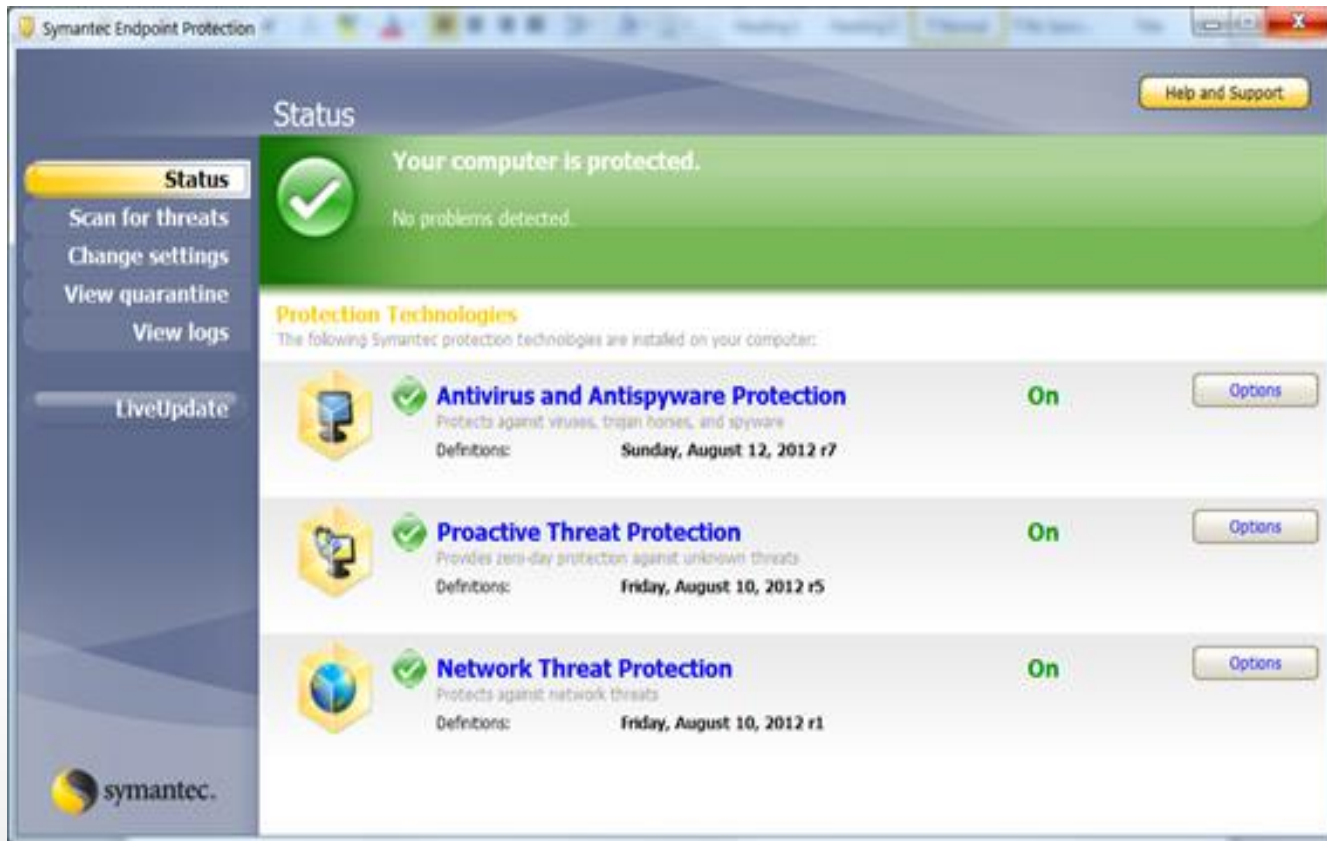 Symantec Endpoint Protection
Help and Support
Status
Status
Scan for threats
Change settings
View quarantine
View logs
LiveUpdate
Your computer is protected.
No problems detected.
Protection Technologies
The following Symantec protection technologies are installed on your computer:
Antivirus and Antispyware Protection On Options
Protects against viruses, trojan horses, and spyware
Definitions: Sunday, August 12, 2012 r7
Proactive Threat Protection On Options
Provides zero-day protection against unknown threats
Definitions: Friday, August 10, 2012 r5
Network Threat Protection On Options
Protects against network threats
Definitions: Friday, August 10, 2012 r1
symantec.